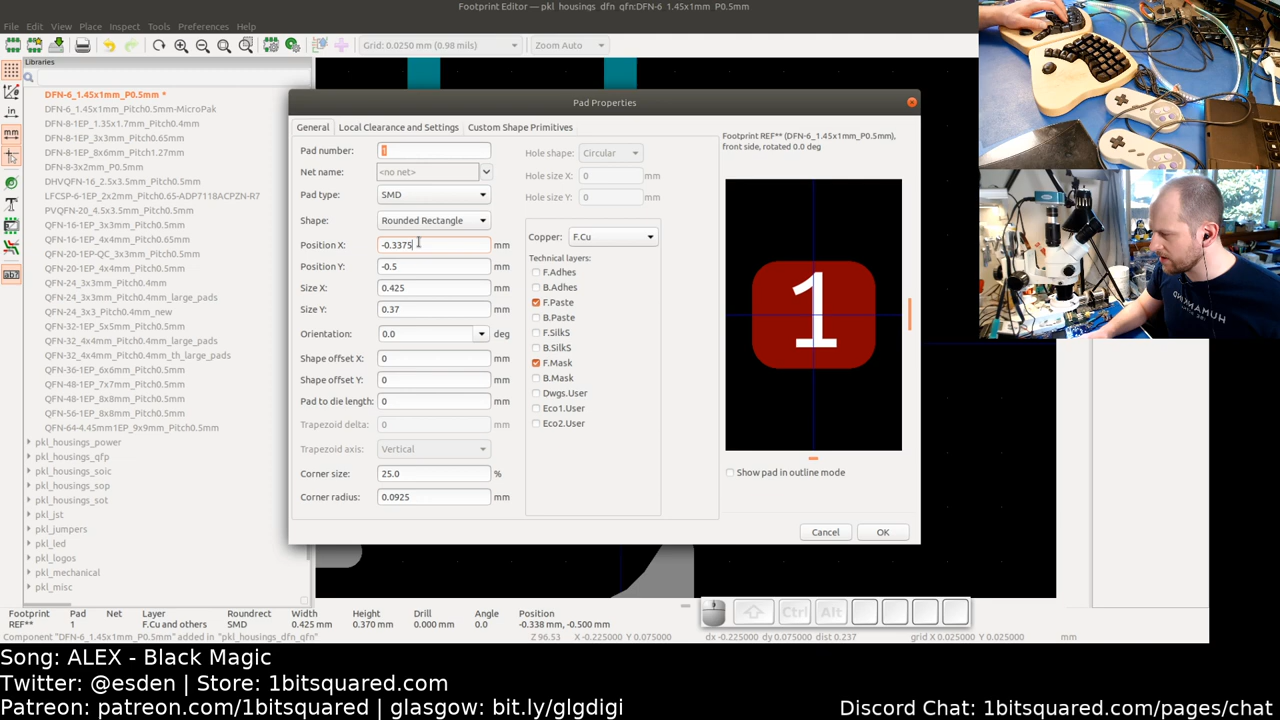 Footprint Editor — pkl_housings_dfn_qfn:DFN-6_1.45x1mm_P0.5mm
File Edit View Place Inspect Tools Preferences Help
Grid: 0.0250 mm (0.98 mils)
Zoom Auto
Libraries
DFN-6_1.45x1mm_P0.5mm *
DFN-6_1.45x1mm_Pitch0.5mm-MicroPak
DFN-8-1EP_1.35x1.7mm_Pitch0.4mm
DFN-8-1EP_3x3mm_Pitch0.65mm
DFN-8-1EP_8x6mm_Pitch1.27mm
DFN-8-3x2mm_P0.5mm
DHVQFN-16_2.5x3.5mm_Pitch0.5mm
LFCSP-6-1EP_2x2mm_Pitch0.65-ADP7118ACPZN-R7
PVQFN-20_4.5x3.5mm_Pitch0.5mm
QFN-16-1EP_3x3mm_Pitch0.5mm
QFN-16-1EP_4x4mm_Pitch0.65mm
QFN-20-1EP-QC_3x3mm_Pitch0.5mm
QFN-20-1EP_4x4mm_Pitch0.5mm
QFN-24_3x3mm_Pitch0.4mm
QFN-24_3x3mm_Pitch0.4mm_large_pads
QFN-24_3x3_Pitch0.4mm_new
QFN-32-1EP_5x5mm_Pitch0.5mm
QFN-32_4x4mm_Pitch0.4mm_large_pads
QFN-32_4x4mm_Pitch0.4mm_th_large_pads
QFN-36-1EP_6x6mm_Pitch0.5mm
QFN-48-1EP_7x7mm_Pitch0.5mm
QFN-48-1EP_8x8mm_Pitch0.5mm
QFN-56-1EP_8x8mm_Pitch0.5mm
QFN-64-4.45mm1EP_9x9mm_Pitch0.5mm
pkl_housings_power
pkl_housings_qfp
pkl_housings_soic
pkl_housings_sop
pkl_housings_sot
pkl_jst
pkl_jumpers
pkl_led
pkl_logos
pkl_mechanical
pkl_misc
Pad Properties
General Local Clearance and Settings Custom Shape Primitives
Pad number: 1
Net name: <no net>
Pad type: SMD
Shape: Rounded Rectangle
Position X: -0.3375 mm
Position Y: -0.5 mm
Size X: 0.425 mm
Size Y: 0.37 mm
Orientation: 0.0 deg
Shape offset X: 0 mm
Shape offset Y: 0 mm
Pad to die length: 0 mm
Trapezoid delta: 0 mm
Trapezoid axis: Vertical
Corner size: 25.0 %
Corner radius: 0.0925 mm
Hole shape: Circular
Hole size X: 0 mm
Hole size Y: 0 mm
Copper: F.Cu
Technical layers:
F.Adhes
B.Adhes
F.Paste
B.Paste
F.SilkS
B.SilkS
F.Mask
B.Mask
Dwgs.User
Eco1.User
Eco2.User
Footprint REF** (DFN-6_1.45x1mm_P0.5mm),
front side, rotated 0.0 deg
1
Show pad in outline mode
Cancel OK
Footprint Pad Net Layer Roundrect Width Height Drill Angle Position
REF** 1 F.Cu and others SMD 0.425 mm 0.370 mm 0.000 mm 0.0 -0.338 mm, -0.500 mm
Ctrl Alt
Component "DFN-6_1.45x1mm_P0.5mm" added in "pkl_housings_dfn_qfn" Z 96.53 X -0.225000 Y 0.075000 dx -0.225000 dy 0.075000 dist 0.237 grid X 0.025000 Y 0.025000 mm
Song: ALEX - Black Magic
Twitter: @esden | Store: 1bitsquared.com
Patreon: patreon.com/1bitsquared | glasgow: bit.ly/glgdigi
Discord Chat: 1bitsquared.com/pages/chat